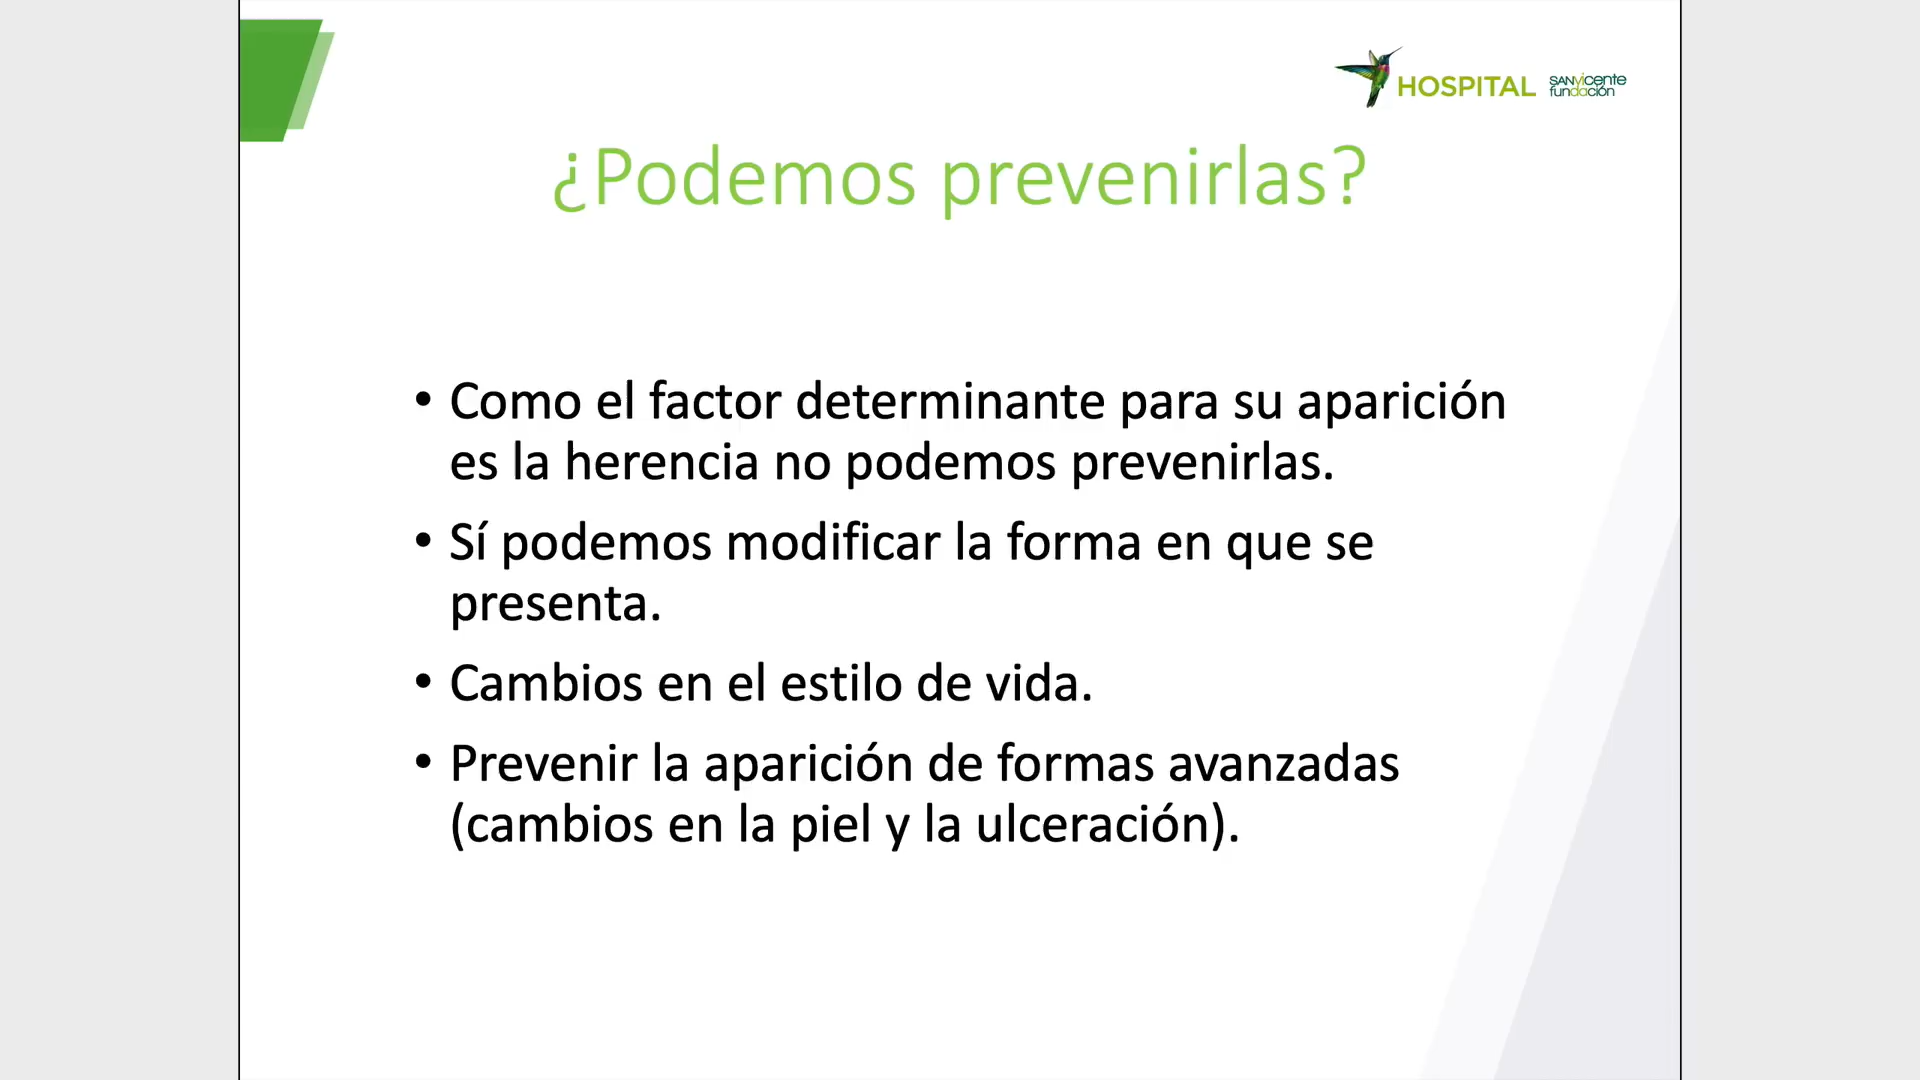 HOSPITAL SANVICENTE
fundación
¿Podemos prevenirlas?
• Como el factor determinante para su aparición
es la herencia no podemos prevenirlas.
• Sí podemos modificar la forma en que se
presenta.
• Cambios en el estilo de vida.
• Prevenir la aparición de formas avanzadas
(cambios en la piel y la ulceración).